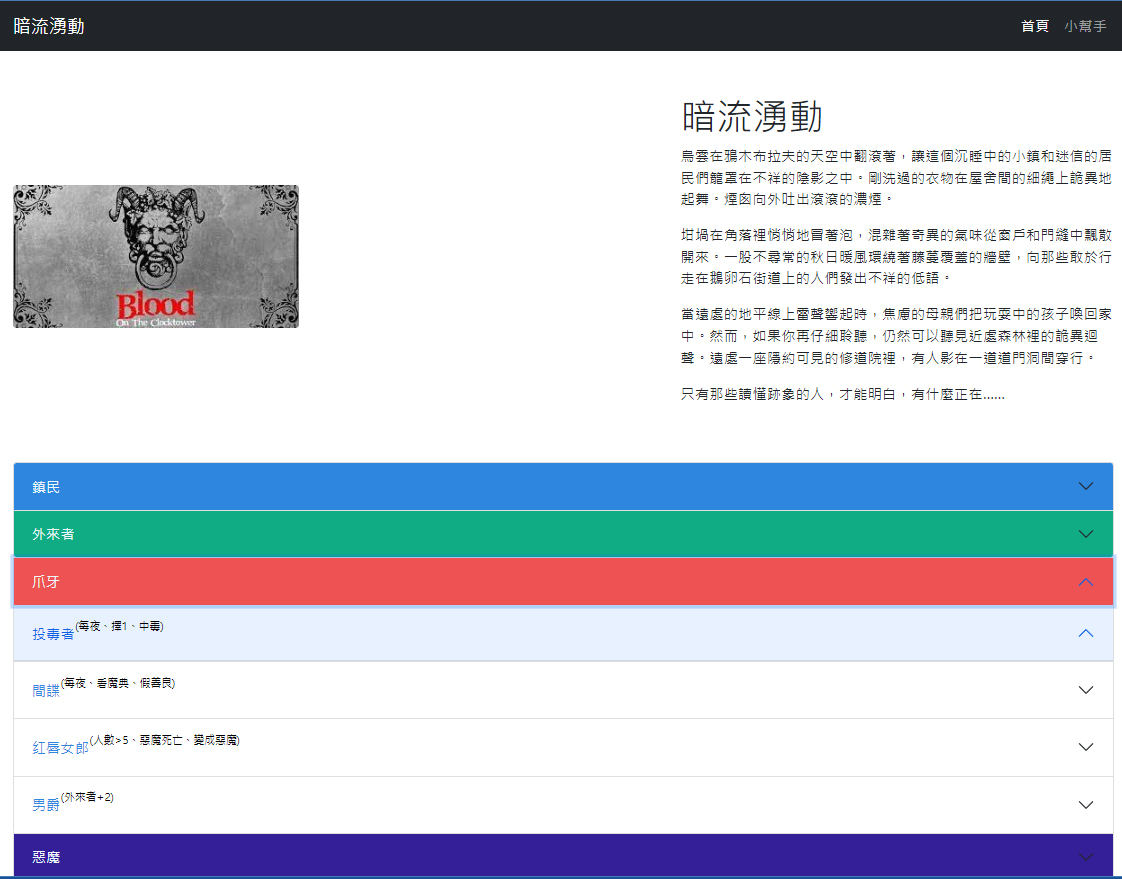 暗流湧動
首頁 小幫手
Blood
On The Clocktower
暗流湧動
烏雲在鴉木布拉夫的天空中翻滾著，讓這個沉睡中的小鎮和迷信的居
民們籠罩在不祥的陰影之中。剛洗過的衣物在屋舍間的細繩上詭異地
起舞。煙囪向外吐出滾滾的濃煙。
坩堝在角落裡悄悄地冒著泡，混雜著奇異的氣味從窗戶和門縫中飄散
開來。一股不尋常的秋日暖風環繞著藤蔓覆蓋的牆壁，向那些敢於行
走在鵝卵石街道上的人們發出不祥的低語。
當遠處的地平線上雷聲響起時，焦慮的母親們把玩耍中的孩子喚回家
中。然而，如果你再仔細聆聽，仍然可以聽見近處森林裡的詭異迴
聲。遠處一座隱約可見的修道院裡，有人影在一道道門洞間穿行。
只有那些讀懂跡象的人，才能明白，有什麼正在......
鎮民
外來者
爪牙
投毒者(每夜、擇1、中毒)
間諜(每夜、看魔典、假善良)
紅唇女郎(人數>5、惡魔死亡、變成惡魔)
男爵(外來者+2)
惡魔